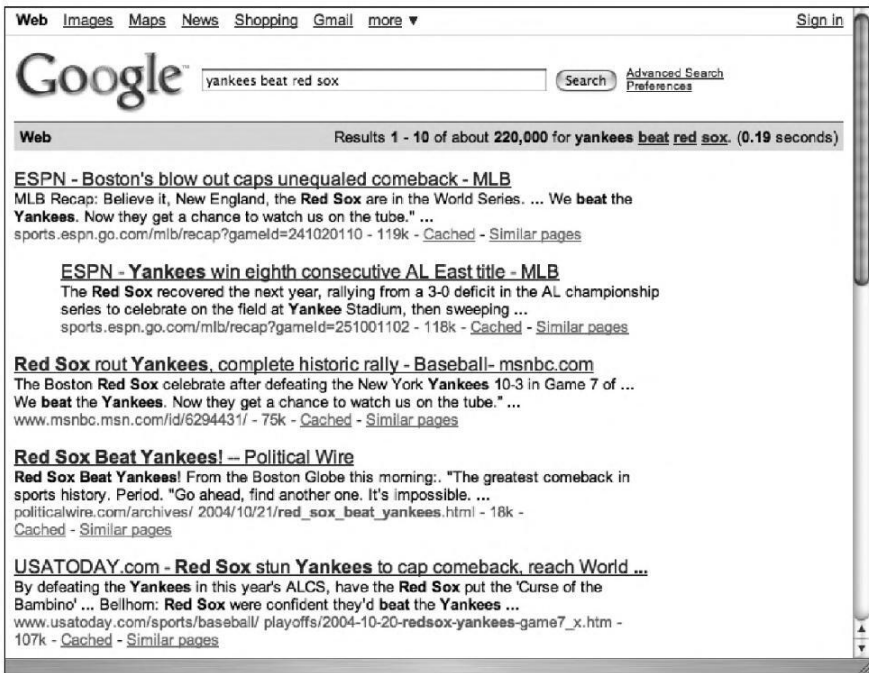 Web Images Maps News Shopping Gmail more ▼ Sign in
Google™ yankees beat red sox Search Advanced Search
Preferences
Web Results 1 - 10 of about 220,000 for yankees beat red sox. (0.19 seconds)
ESPN - Boston's blow out caps unequaled comeback - MLB
MLB Recap: Believe it, New England, the Red Sox are in the World Series. ... We beat the
Yankees. Now they get a chance to watch us on the tube." ...
sports.espn.go.com/mlb/recap?gameId=241020110 - 119k - Cached - Similar pages
ESPN - Yankees win eighth consecutive AL East title - MLB
The Red Sox recovered the next year, rallying from a 3-0 deficit in the AL championship
series to celebrate on the field at Yankee Stadium, then sweeping ...
sports.espn.go.com/mlb/recap?gameId=251001102 - 118k - Cached - Similar pages
Red Sox rout Yankees, complete historic rally - Baseball- msnbc.com
The Boston Red Sox celebrate after defeating the New York Yankees 10-3 in Game 7 of ...
We beat the Yankees. Now they get a chance to watch us on the tube." ...
www.msnbc.msn.com/id/6294431/ - 75k - Cached - Similar pages
Red Sox Beat Yankees! -- Political Wire
Red Sox Beat Yankees! From the Boston Globe this morning:. "The greatest comeback in
sports history. Period. "Go ahead, find another one. It's impossible. ...
politicalwire.com/archives/ 2004/10/21/red_sox_beat_yankees.html - 18k -
Cached - Similar pages
USATODAY.com - Red Sox stun Yankees to cap comeback, reach World ...
By defeating the Yankees in this year's ALCS, have the Red Sox put the 'Curse of the
Bambino' ... Bellhorn: Red Sox were confident they'd beat the Yankees ...
www.usatoday.com/sports/baseball/ playoffs/2004-10-20-redsox-yankees-game7_x.htm -
107k - Cached - Similar pages